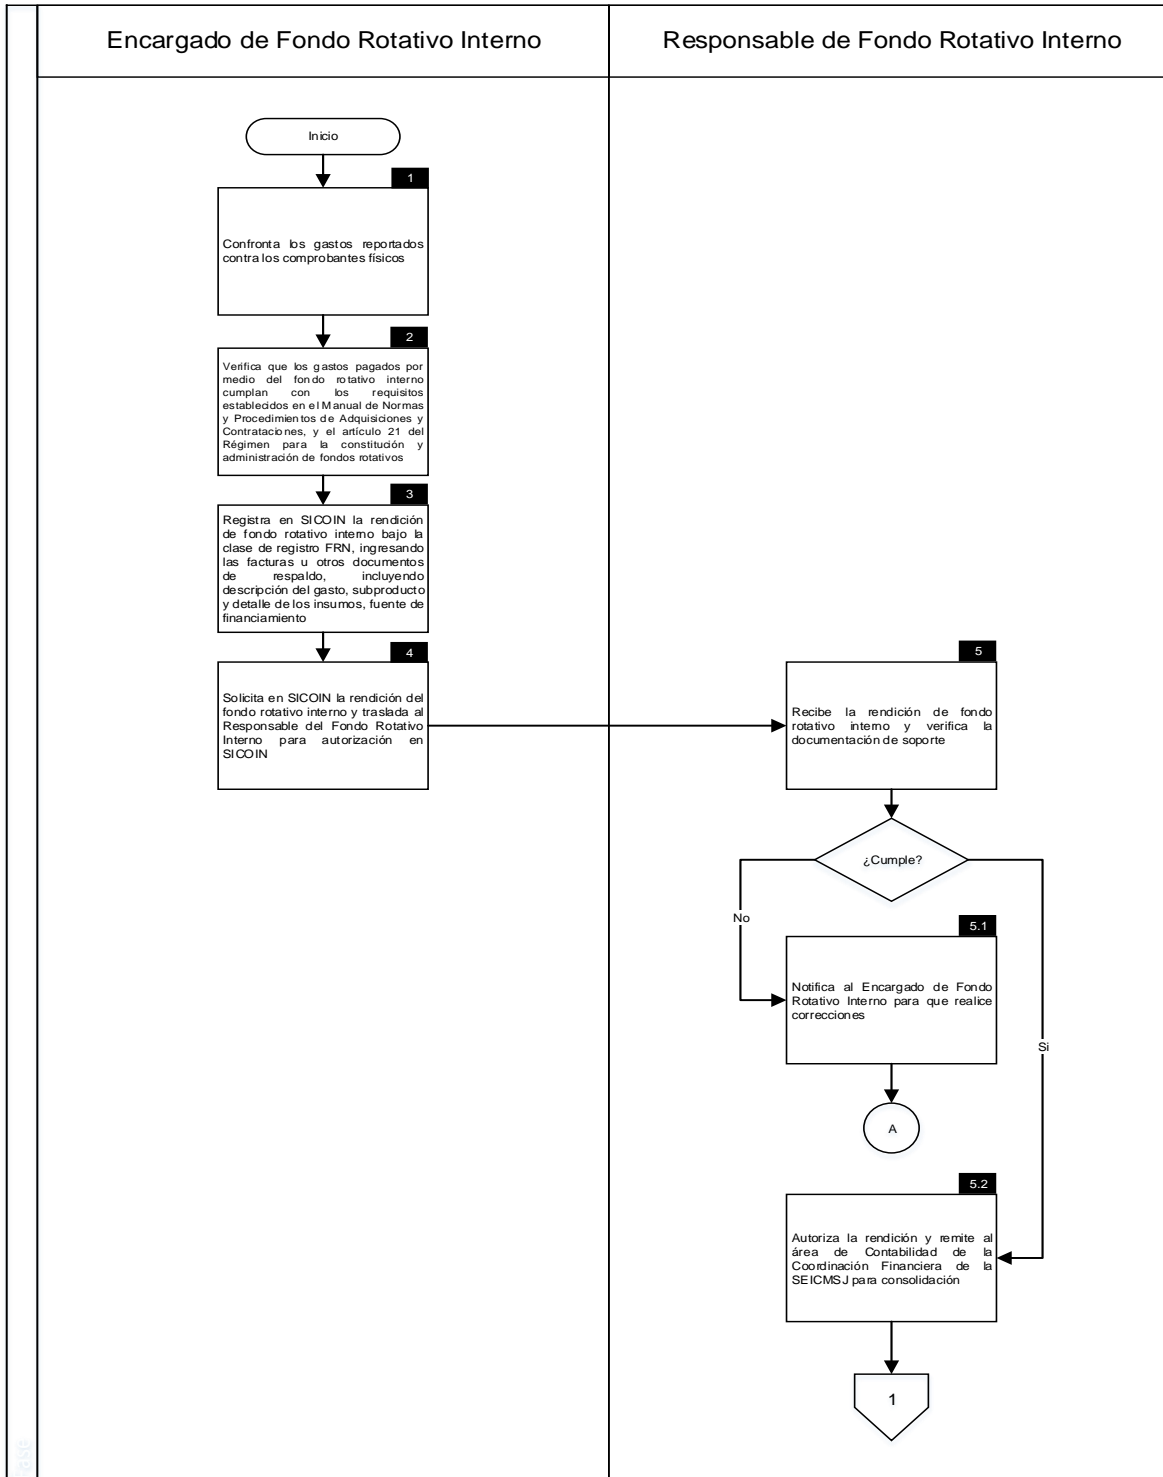 Encargado de Fondo Rotativo Interno
Responsable de Fondo Rotativo Interno
Inicio
1
Confronta los gastos reportados
contra los comprobantes físicos
2
Verifica que los gastos pagados por
medio del fondo rotativo interno
cumplan con los requisitos
establecidos en el Manual de Normas
y Procedimientos de Adquisiciones y
Contrataciones, y el artículo 21 del
Régimen para la constitución y
administración de fondos rotativos
3
Registra en SICOIN la rendición
de fondo rotativo interno bajo la
clase de registro FRN, ingresando
las facturas u otros documentos
de respaldo, incluyendo
descripción del gasto, subproducto
y detalle de los insumos, fuente de
financiamiento
4
Solicita en SICOIN la rendición del
fondo rotativo interno y traslada al
Responsable del Fondo Rotativo
Interno para autorización en
SICOIN
5
Recibe la rendición de fondo
rotativo interno y verifica la
documentación de soporte
¿Cumple?
No
Si
5.1
Notifica al Encargado de Fondo
Rotativo Interno para que realice
correcciones
A
5.2
Autoriza la rendición y remite al
área de Contabilidad de la
Coordinación Financiera de la
SEICMSJ para consolidación
1
Fase